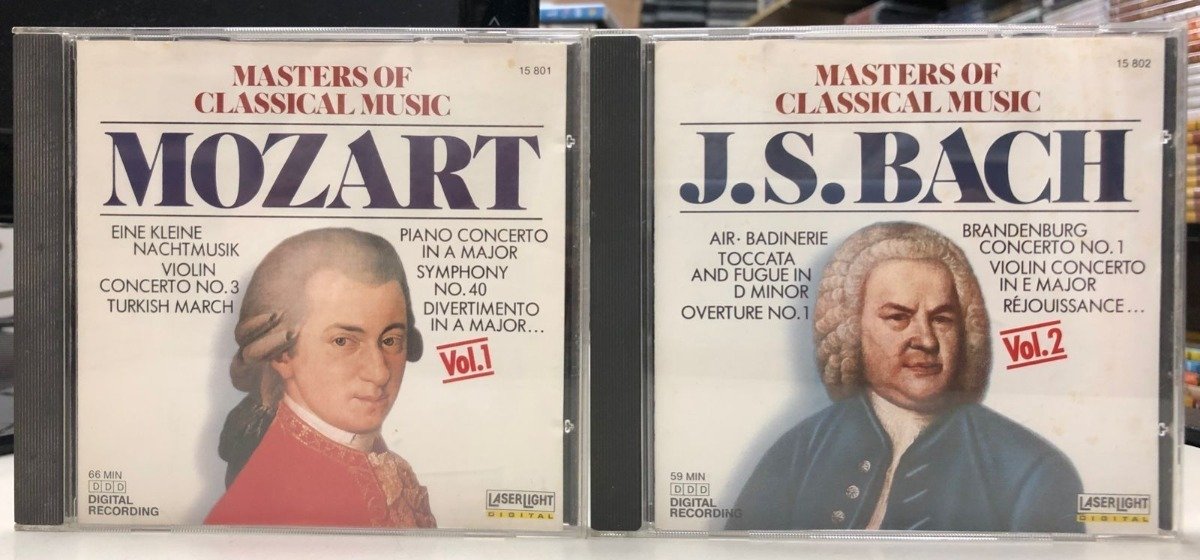 15 801
MASTERS OF
CLASSICAL MUSIC
MOZART
EINE KLEINE
NACHTMUSIK
VIOLIN
CONCERTO NO. 3
TURKISH MARCH
PIANO CONCERTO
IN A MAJOR
SYMPHONY
NO. 40
DIVERTIMENTO
IN A MAJOR...
Vol.1
66 MIN
DDD
DIGITAL
RECORDING
LASERLIGHT
DIGITAL
15 802
MASTERS OF
CLASSICAL MUSIC
J.S. BACH
AIR · BADINERIE
TOCCATA
AND FUGUE IN
D MINOR
OVERTURE NO. 1
BRANDENBURG
CONCERTO NO. 1
VIOLIN CONCERTO
IN E MAJOR
RÉJOUISSANCE...
Vol.2
59 MIN
DDD
DIGITAL
RECORDING
LASERLIGHT
DIGITAL